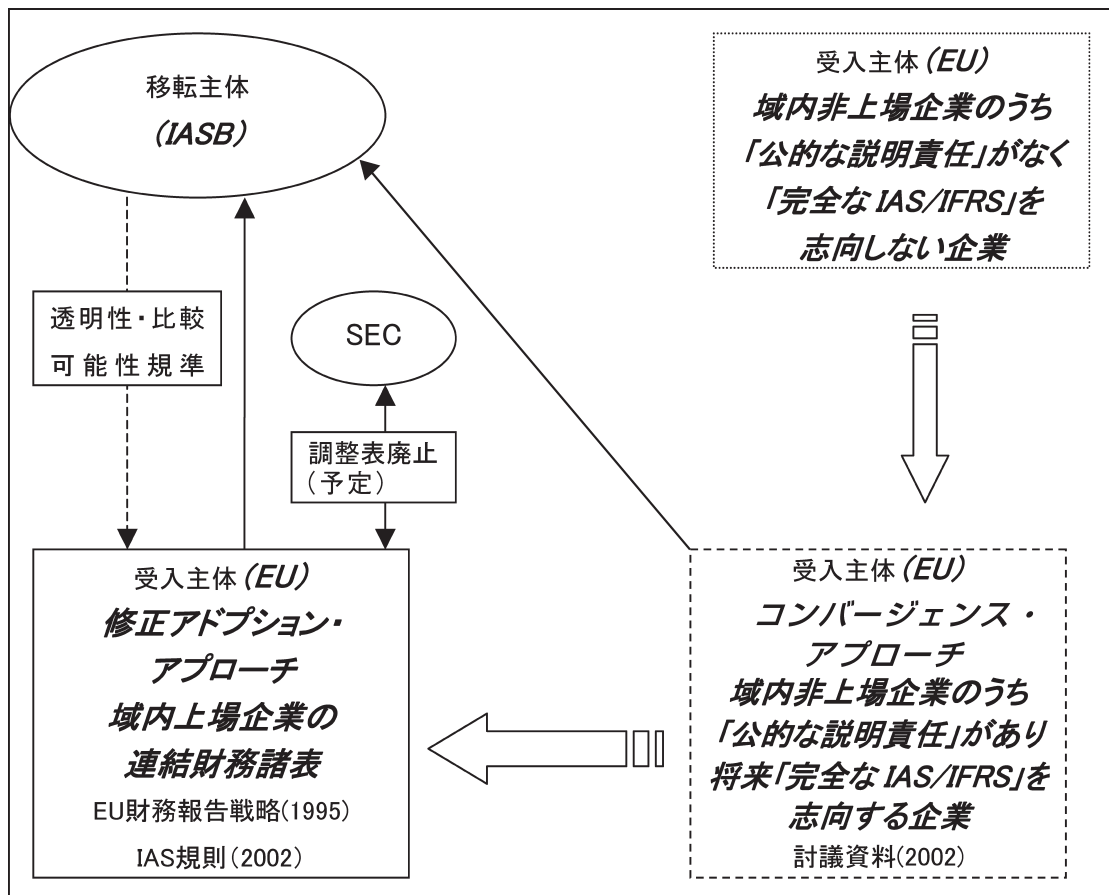 移転主体
(IASB)
受入主体(EU)
域内非上場企業のうち
「公的な説明責任」がなく
「完全なIAS/IFRS」を
志向しない企業
透明性・比較
可能性規準
SEC
調整表廃止
(予定)
受入主体(EU)
修正アドプション・
アプローチ
域内上場企業の
連結財務諸表
EU財務報告戦略(1995)
IAS規則(2002)
受入主体(EU)
コンバージェンス・
アプローチ
域内非上場企業のうち
「公的な説明責任」があり
将来「完全なIAS/IFRS」を
志向する企業
討議資料(2002)